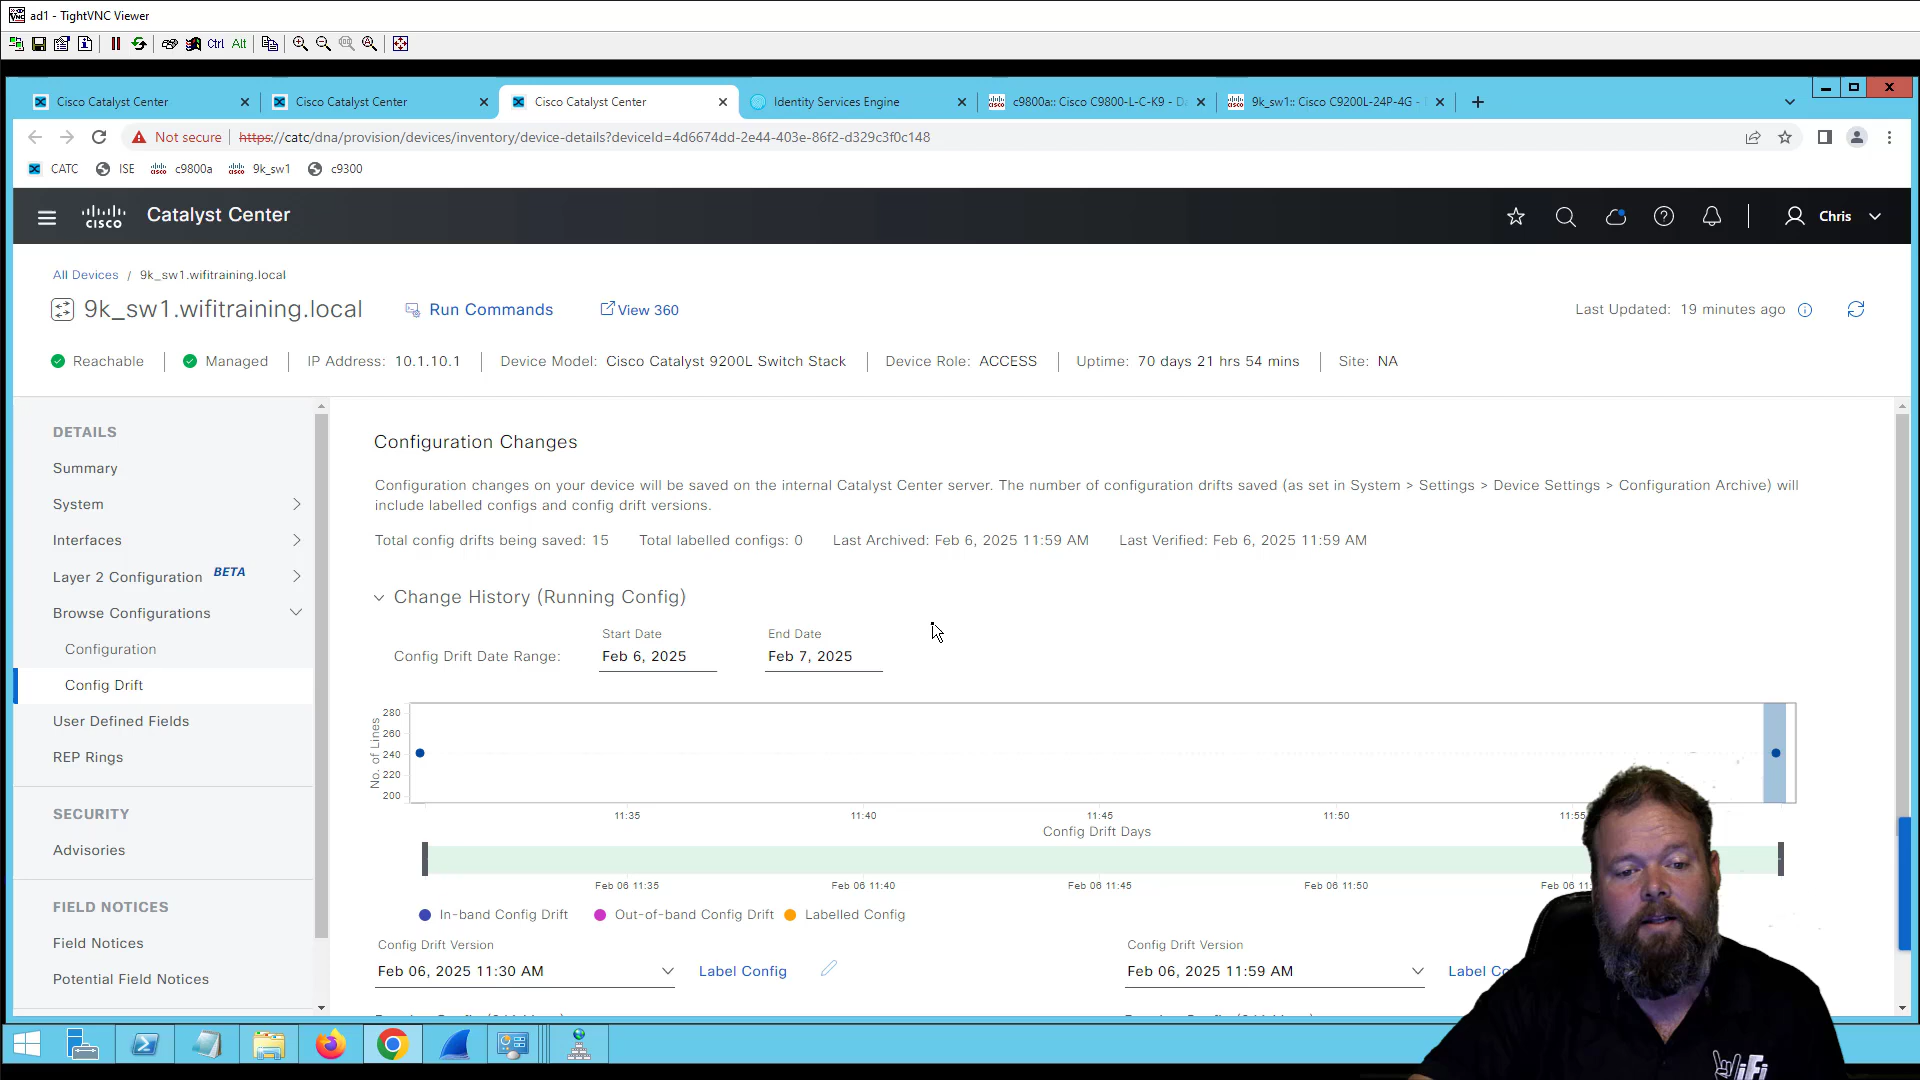 ad1 - TightVNC Viewer
Ctrl Alt
Cisco Catalyst Center
Cisco Catalyst Center
Cisco Catalyst Center
Identity Services Engine
c9800a:: Cisco C9800-L-C-K9 - D
9k_sw1:: Cisco C9200L-24P-4G -
Not secure
https://catc/dna/provision/devices/inventory/device-details?deviceId=4d6674dd-2e44-403e-86f2-d329c3f0c148
CATC ISE c9800a 9k_sw1 c9300
cisco Catalyst Center
Chris
All Devices / 9k_sw1.wifitraining.local
9k_sw1.wifitraining.local
Run Commands
View 360
Last Updated: 19 minutes ago
Reachable
Managed
IP Address: 10.1.10.1
Device Model: Cisco Catalyst 9200L Switch Stack
Device Role: ACCESS
Uptime: 70 days 21 hrs 54 mins
Site: NA
DETAILS
Summary
System
Interfaces
Layer 2 Configuration BETA
Browse Configurations
Configuration
Config Drift
User Defined Fields
REP Rings
SECURITY
Advisories
FIELD NOTICES
Field Notices
Potential Field Notices
Configuration Changes
Configuration changes on your device will be saved on the internal Catalyst Center server. The number of configuration drifts saved (as set in System > Settings > Device Settings > Configuration Archive) will
include labelled configs and config drift versions.
Total config drifts being saved: 15 Total labelled configs: 0 Last Archived: Feb 6, 2025 11:59 AM Last Verified: Feb 6, 2025 11:59 AM
Change History (Running Config)
Start Date
End Date
Config Drift Date Range:
Feb 6, 2025
Feb 7, 2025
No. of Lines
280
260
240
220
200
11:35 11:40 11:45 11:50 11:55
Config Drift Days
Feb 06 11:35 Feb 06 11:40 Feb 06 11:45 Feb 06 11:50 Feb 06 11:
In-band Config Drift
Out-of-band Config Drift
Labelled Config
Config Drift Version
Feb 06, 2025 11:30 AM
Label Config
Config Drift Version
Feb 06, 2025 11:59 AM
Label Co
WiFi